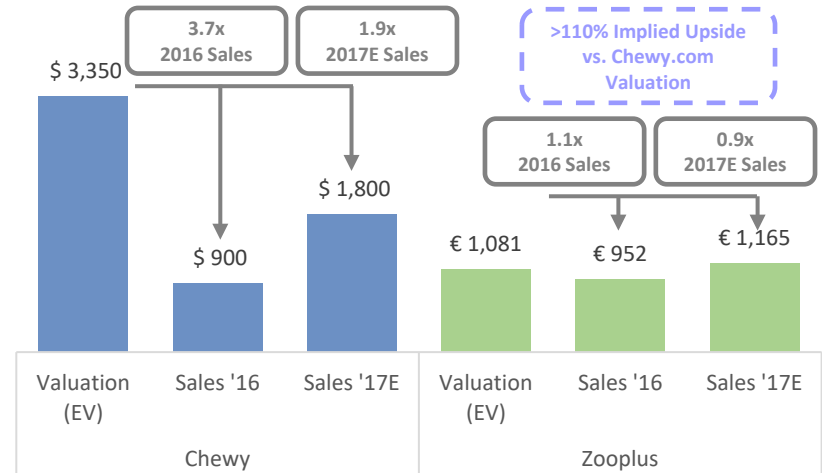 3.7x
2016 Sales
1.9x
2017E Sales
>110% Implied Upside
vs. Chewy.com
Valuation
1.1x
2016 Sales
0.9x
2017E Sales
$ 3,350
$ 900
$ 1,800
€ 1,081
€ 952
€ 1,165
Valuation
(EV)
Sales '16
Sales '17E
Valuation
(EV)
Sales '16
Sales '17E
Chewy
Zooplus